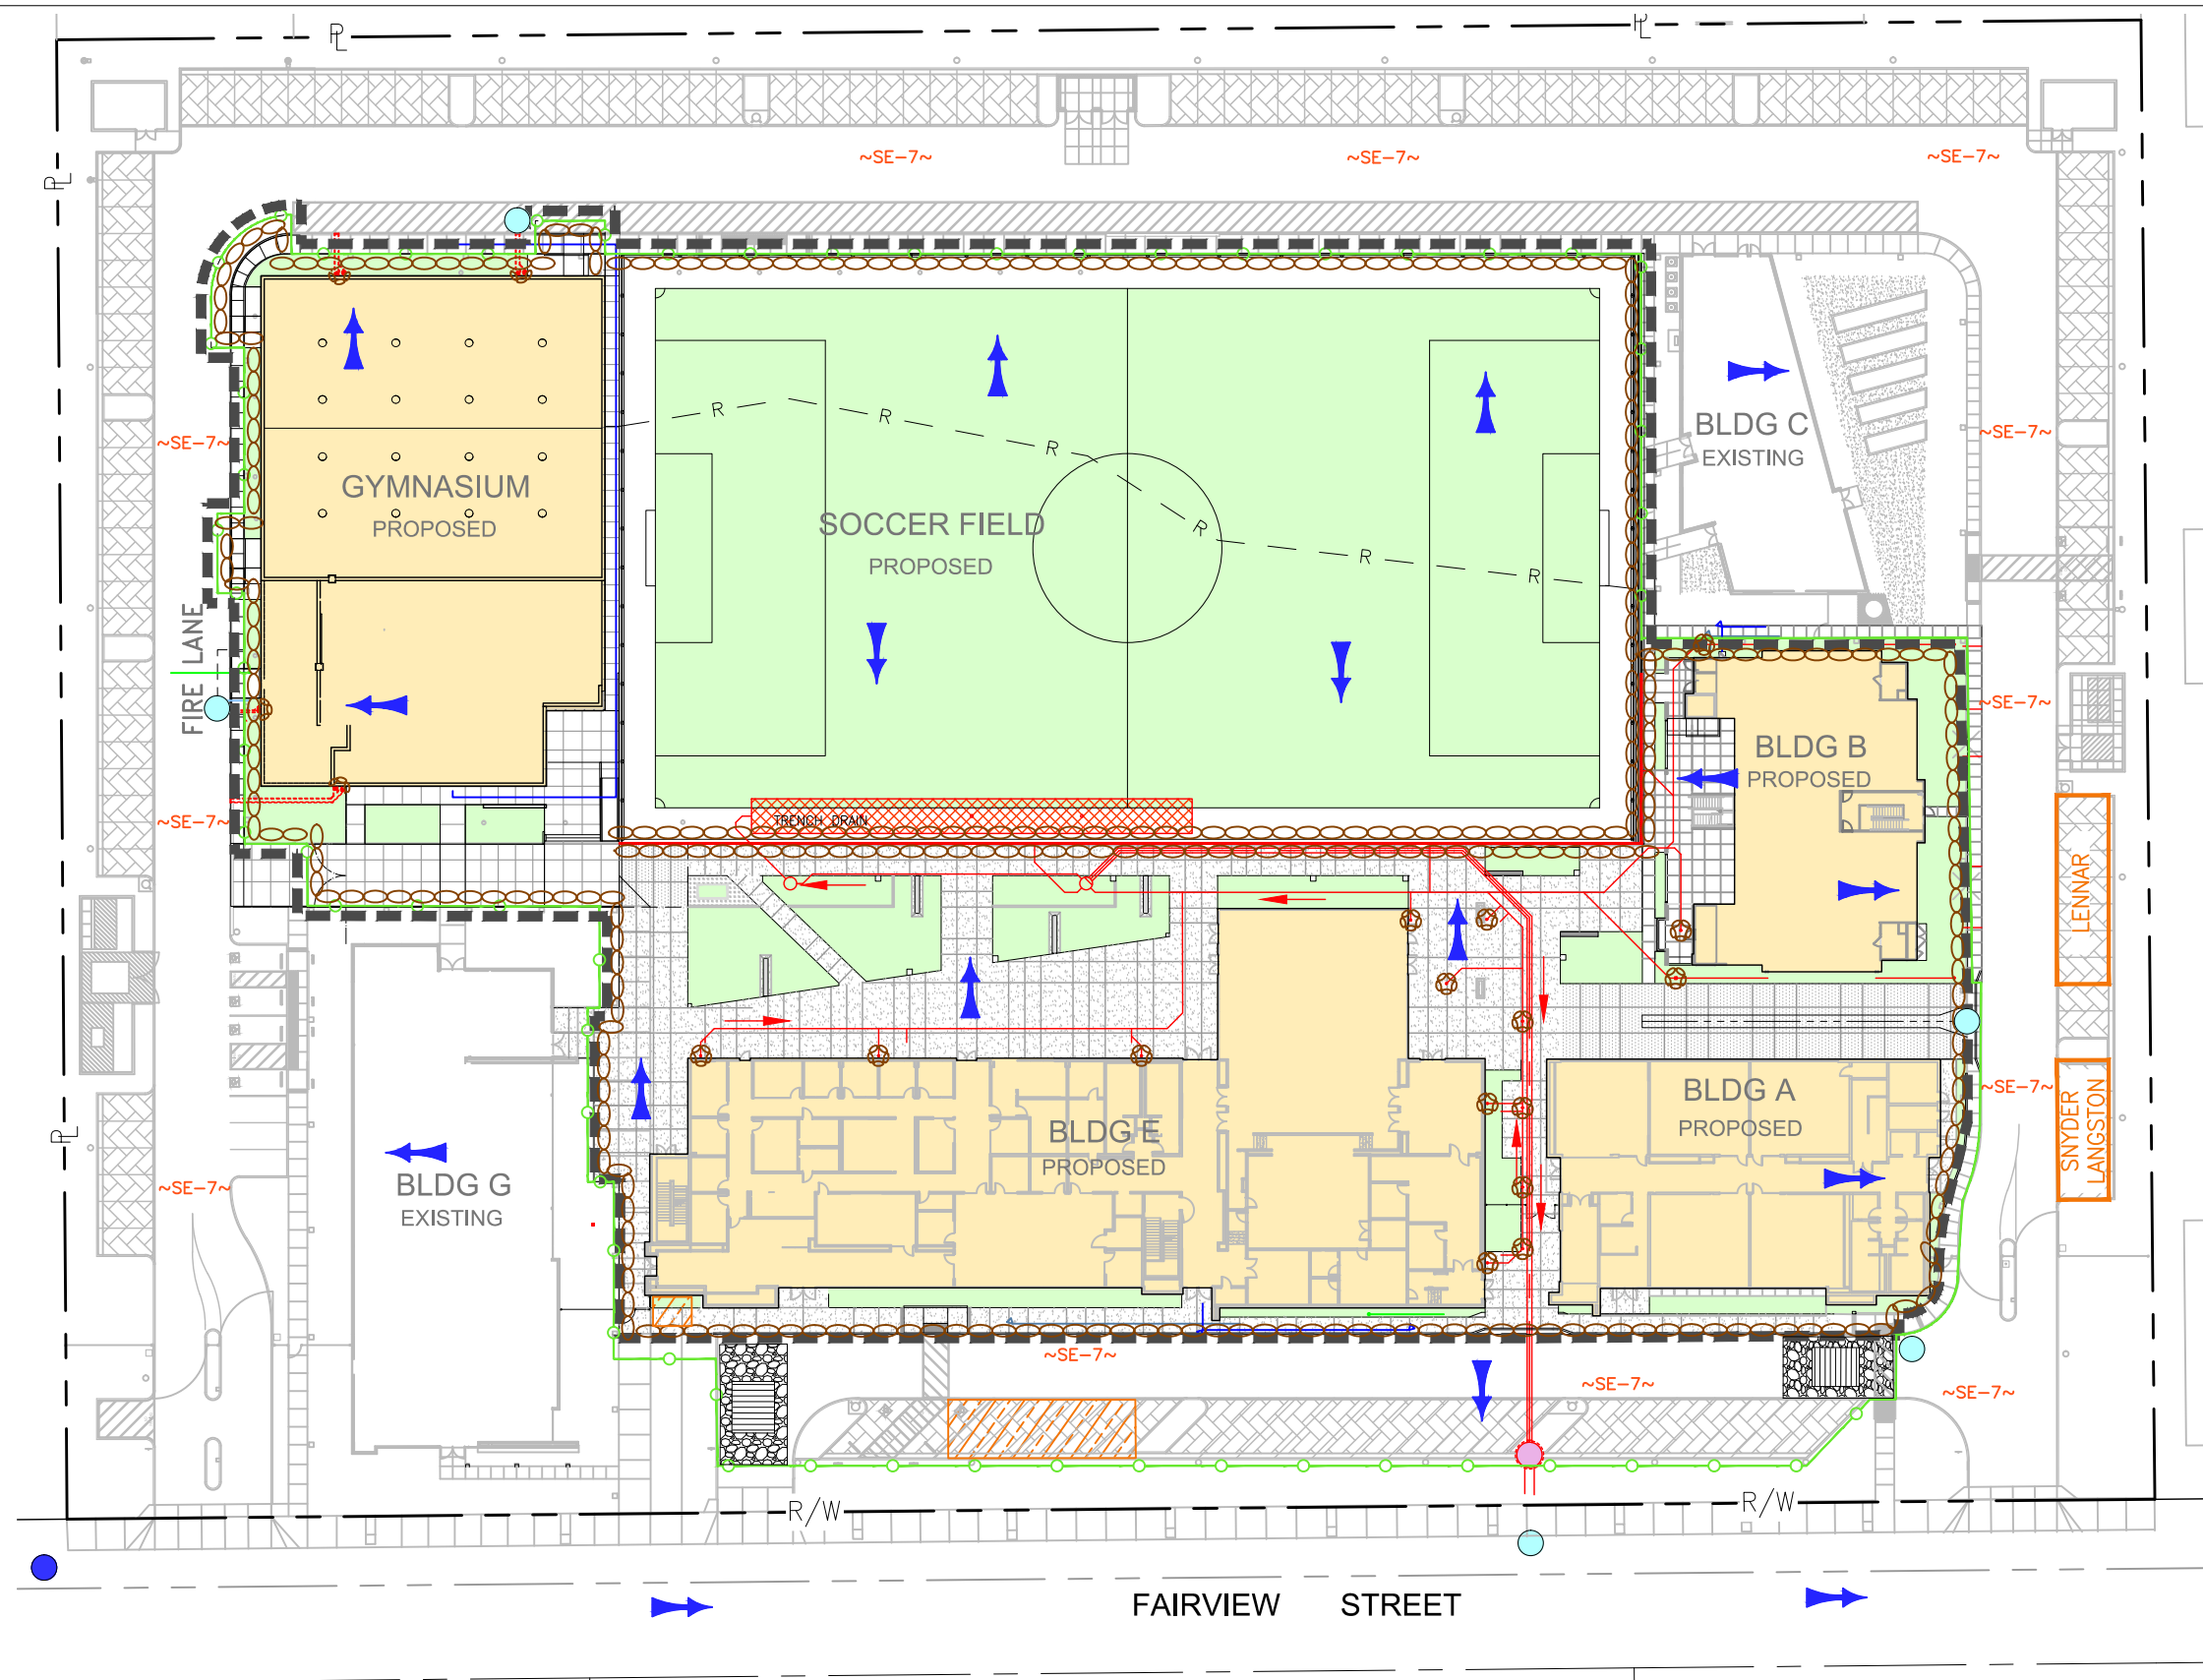 PL
PL
~SE-7~
~SE-7~
~SE-7~
PL
R
R
R
R
R
R
BLDG C
EXISTING
~SE-7~
~SE-7~
GYMNASIUM
PROPOSED
SOCCER FIELD
PROPOSED
FIRE LANE
~SE-7~
BLDG B
PROPOSED
~SE-7~
TRENCH DRAIN
LENNAR
BLDG A
PROPOSED
~SE-7~
SNYDER
LANGSTON
BLDG E
PROPOSED
PL
BLDG G
EXISTING
~SE-7~
~SE-7~
~SE-7~
~SE-7~
R/W
R/W
FAIRVIEW STREET